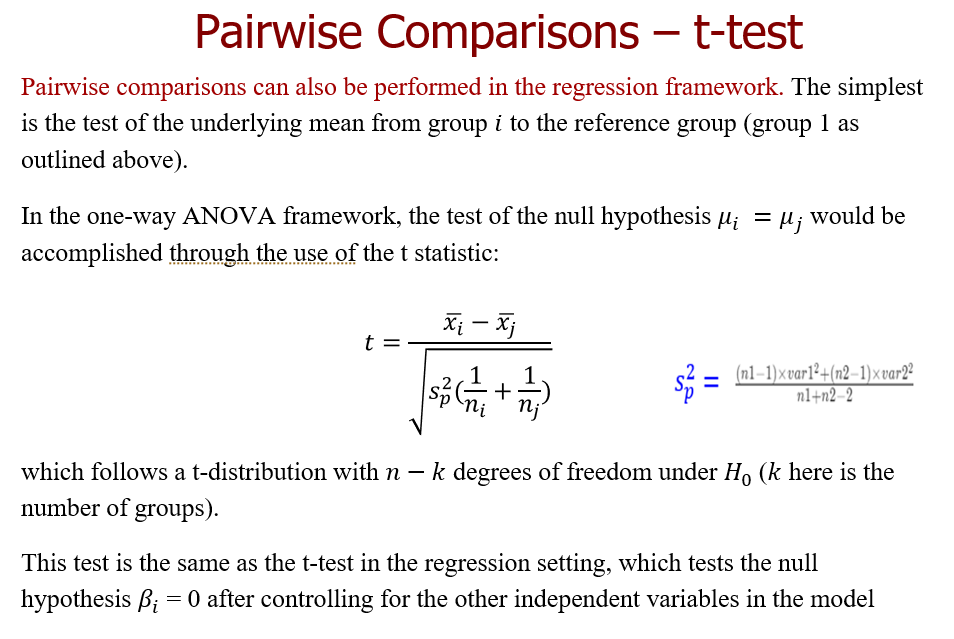 Pairwise Comparisons – t-test
Pairwise comparisons can also be performed in the regression framework. The simplest
is the test of the underlying mean from group i to the reference group (group 1 as
outlined above).
In the one-way ANOVA framework, the test of the null hypothesis μᵢ = μⱼ would be
accomplished through the use of the t statistic:
t = (x̄ᵢ − x̄ⱼ) / √(s²ₚ(1/nᵢ + 1/nⱼ))
s²ₚ = ((n1−1)×var1²+(n2−1)×var2²) / (n1+n2−2)
which follows a t-distribution with n − k degrees of freedom under H₀ (k here is the
number of groups).
This test is the same as the t-test in the regression setting, which tests the null
hypothesis βᵢ = 0 after controlling for the other independent variables in the model